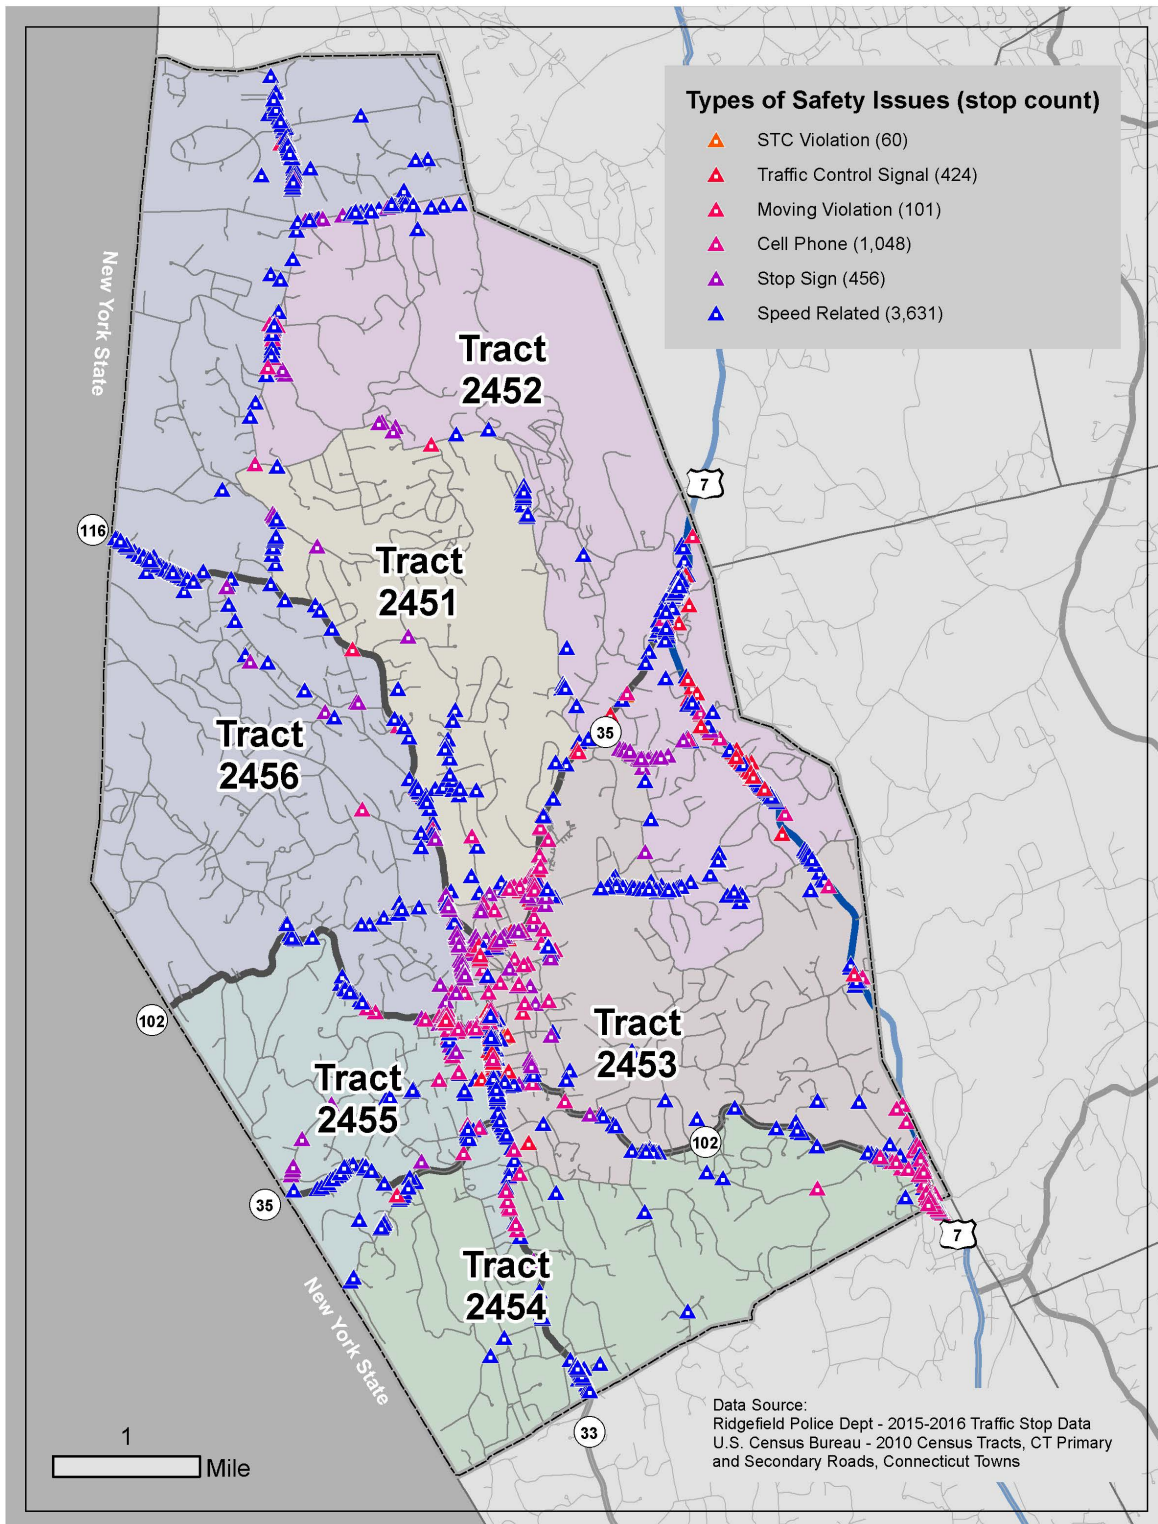 Types of Safety Issues (stop count)
STC Violation (60)
Traffic Control Signal (424)
Moving Violation (101)
Cell Phone (1,048)
Stop Sign (456)
Speed Related (3,631)
New York State
Tract
2452
7
116
Tract
2451
35
Tract
2456
102
Tract
2453
Tract
2455
102
35
7
Tract
2454
New York State
33
Data Source:
Ridgefield Police Dept - 2015-2016 Traffic Stop Data
U.S. Census Bureau - 2010 Census Tracts, CT Primary
and Secondary Roads, Connecticut Towns
1
Mile